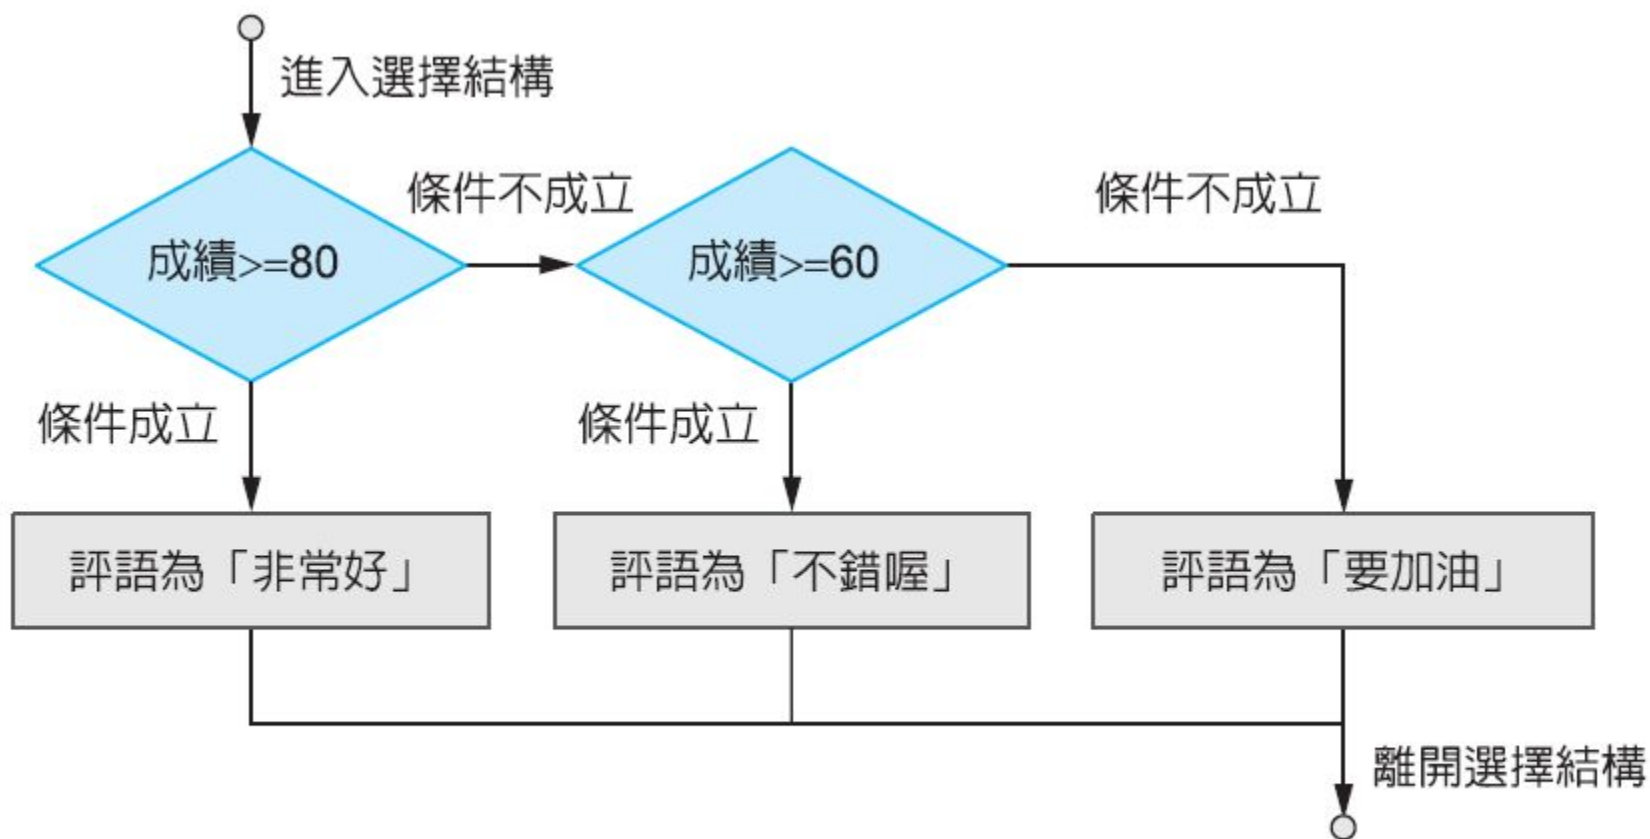 進入選擇結構
條件不成立
條件不成立
成績>=80
成績>=60
條件成立
條件成立
評語為「非常好」
評語為「不錯喔」
評語為「要加油」
離開選擇結構